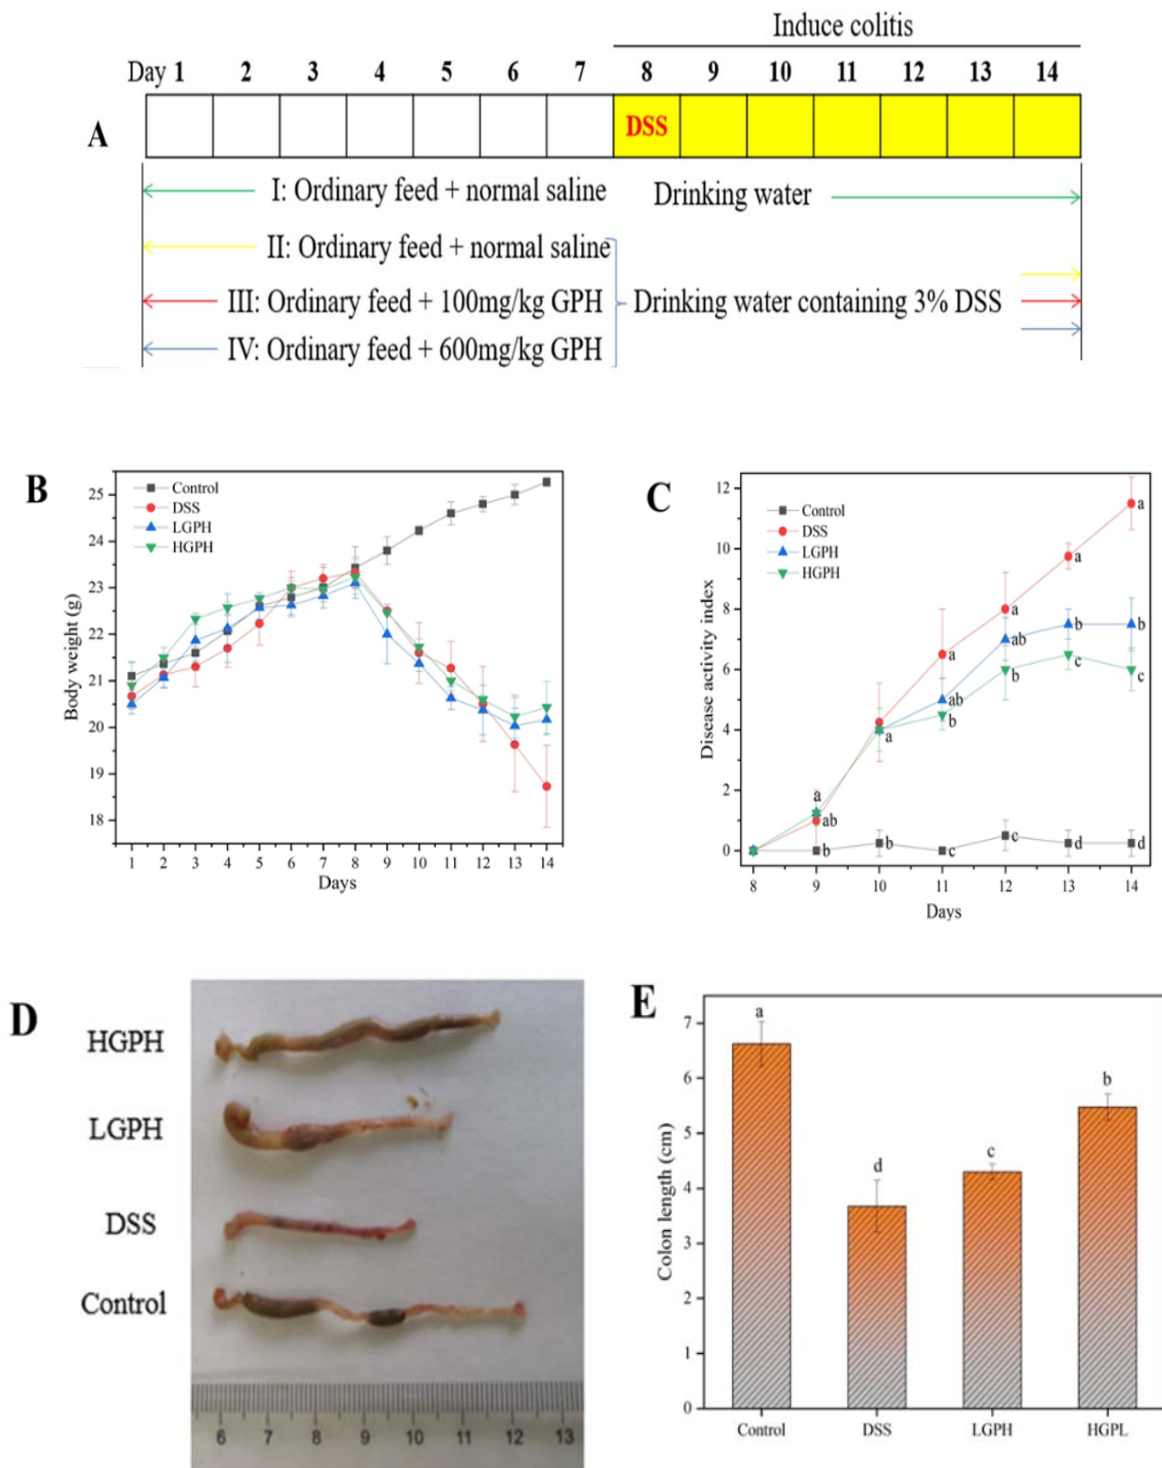 Induce colitis
Day 1 2 3 4 5 6 7 8 9 10 11 12 13 14
A
DSS
I: Ordinary feed + normal saline Drinking water
II: Ordinary feed + normal saline
III: Ordinary feed + 100mg/kg GPH Drinking water containing 3% DSS
IV: Ordinary feed + 600mg/kg GPH
B
Control
DSS
LGPH
HGPH
25
24
23
22
21
20
19
18
Body weight (g)
1 2 3 4 5 6 7 8 9 10 11 12 13 14
Days
C
Control
DSS
LGPH
HGPH
12
10
8
6
4
2
0
Disease activity index
a
a
a
a
ab b b
a ab b c c
a
ab
b b c c d d
8 9 10 11 12 13 14
Days
D
HGPH
LGPH
DSS
Control
6 7 8 9 10 11 12 13
E
7
6
5
4
3
2
1
0
Colon length (cm)
a
d
c
b
Control DSS LGPH HGPL